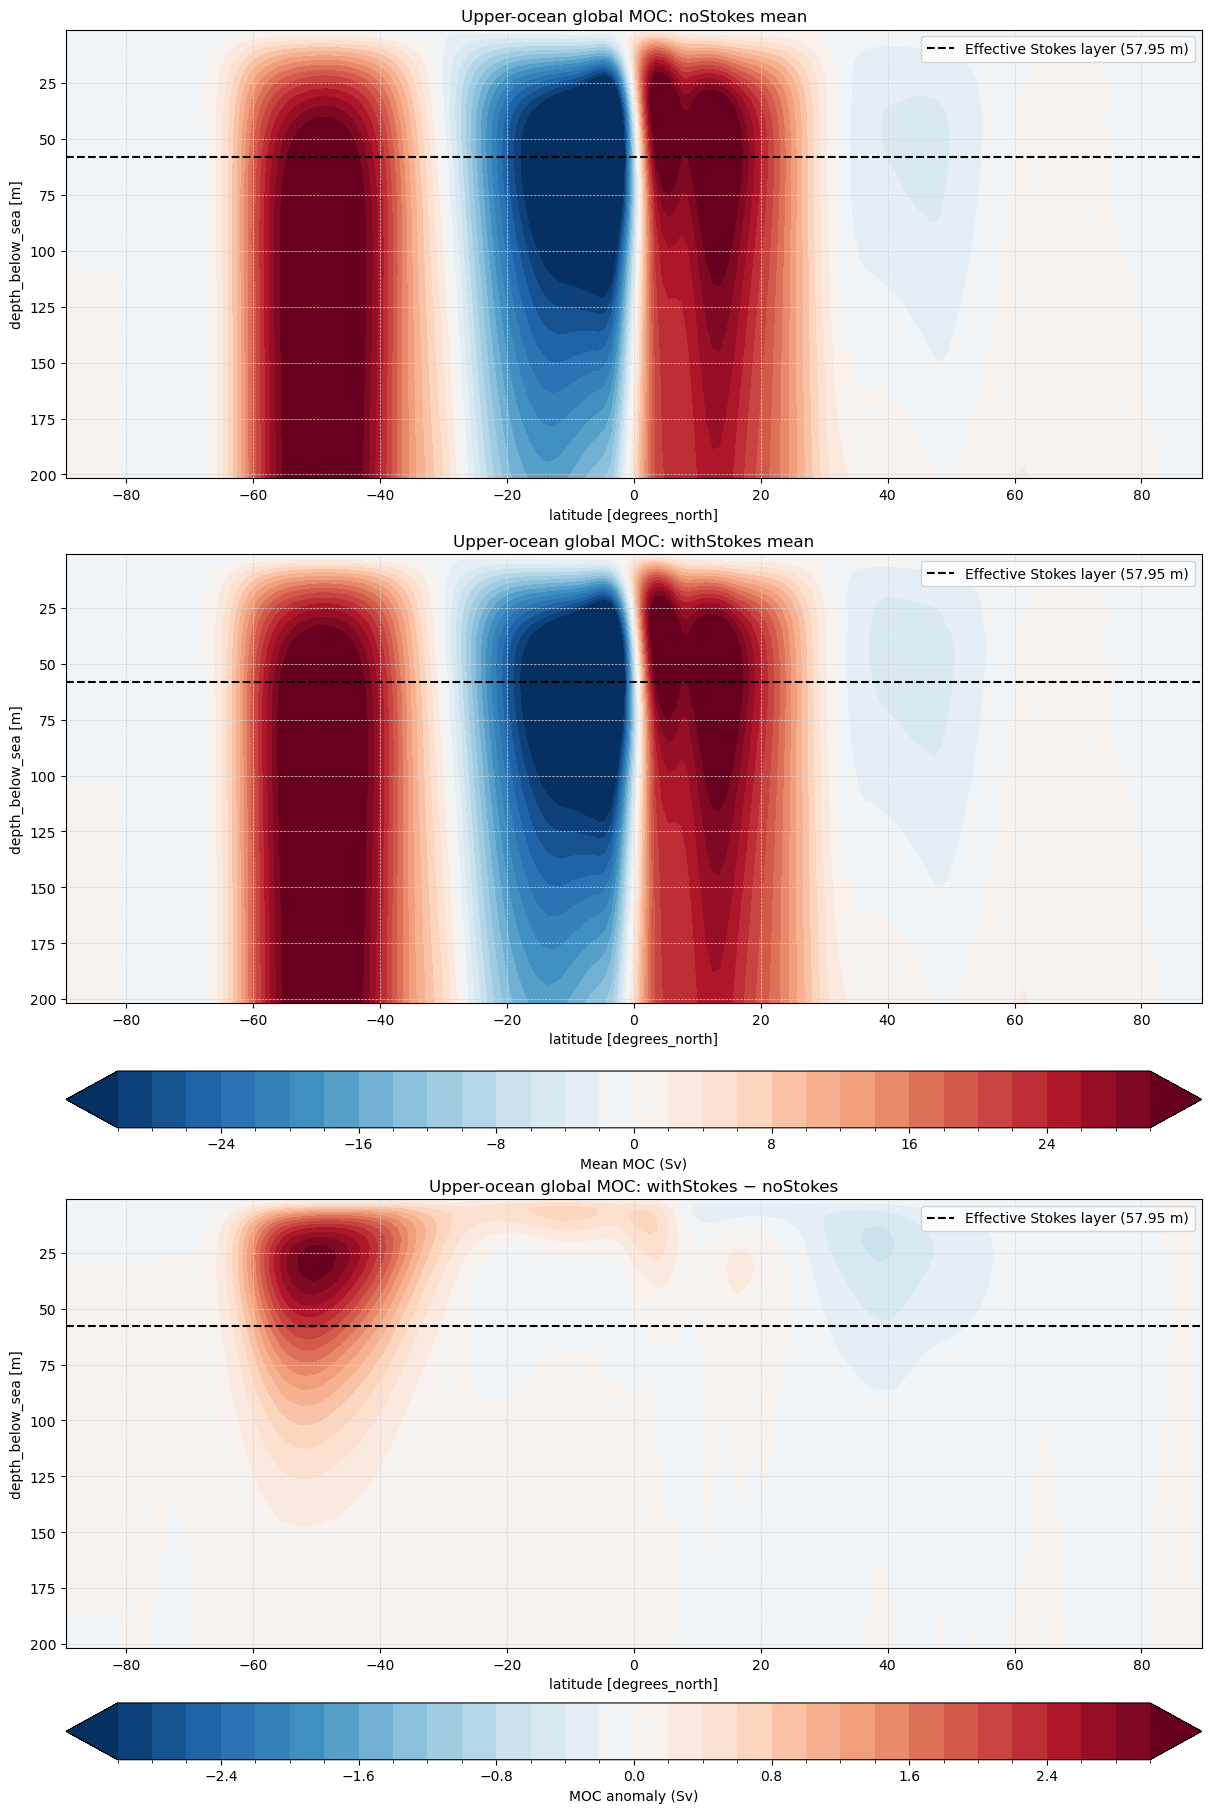 Upper-ocean global MOC: noStokes mean
Effective Stokes layer (57.95 m)
depth_below_sea [m]
25
50
75
100
125
150
175
200
−80 −60 −40 −20 0 20 40 60 80
latitude [degrees_north]
Upper-ocean global MOC: withStokes mean
Effective Stokes layer (57.95 m)
depth_below_sea [m]
25
50
75
100
125
150
175
200
−80 −60 −40 −20 0 20 40 60 80
latitude [degrees_north]
−24 −16 −8 0 8 16 24
Mean MOC (Sv)
Upper-ocean global MOC: withStokes − noStokes
Effective Stokes layer (57.95 m)
depth_below_sea [m]
25
50
75
100
125
150
175
200
−80 −60 −40 −20 0 20 40 60 80
latitude [degrees_north]
−2.4 −1.6 −0.8 0.0 0.8 1.6 2.4
MOC anomaly (Sv)